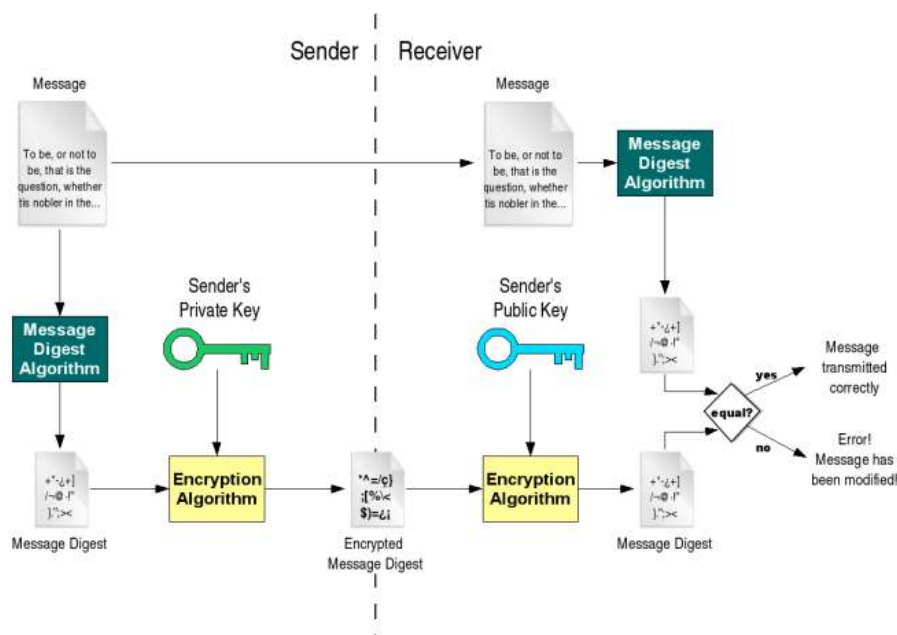 Sender
Receiver
Message
To be, or not to
be, that is the
question, whether
tis nobler in the...
Message
To be, or not to
be, that is the
question, whether
tis nobler in the...
Message
Digest
Algorithm
Message
Digest
Algorithm
Sender's
Private Key
Sender's
Public Key
+*-¿+]
/¬@ -!"
}.";><
equal?
yes
Message
transmitted
correctly
no
Error!
Message has
been modified!
+*-¿+]
/¬@ -!"
}.";><
Message Digest
Encryption
Algorithm
*^=/ç}
;[%\<
$)=¿¡
Encrypted
Message Digest
Encryption
Algorithm
+*-¿+]
/¬@ -!"
}.";><
Message Digest